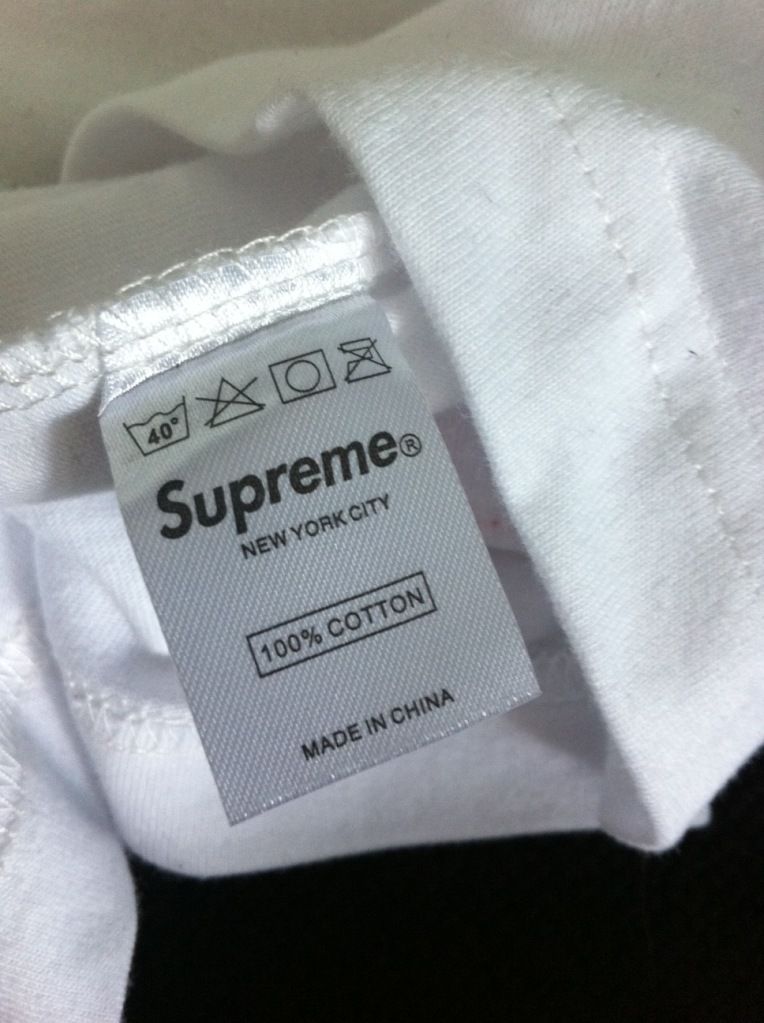 40°
Supreme®
NEW YORK CITY
100% COTTON
MADE IN CHINA